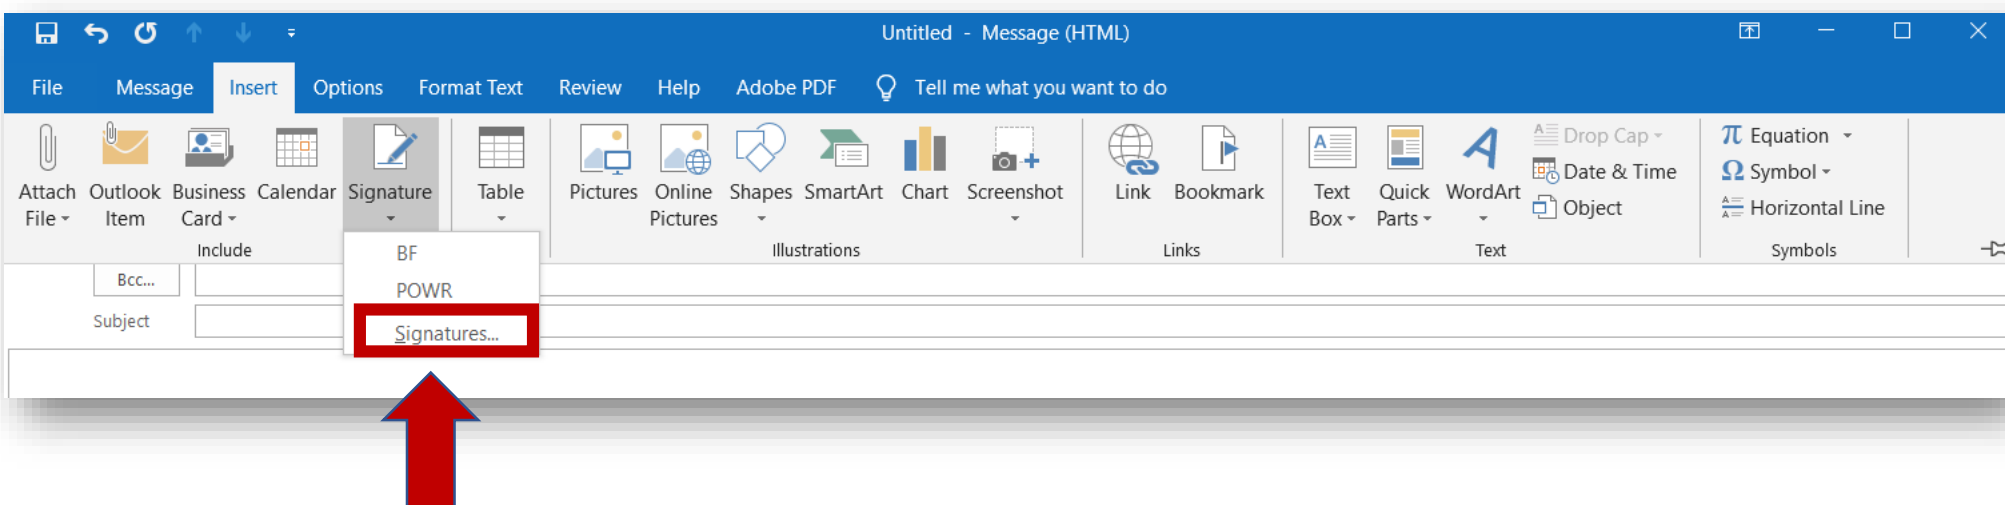 Untitled - Message (HTML)
File Message Insert Options Format Text Review Help Adobe PDF Tell me what you want to do
Attach File
Outlook Item
Business Card
Calendar
Signature
Table
Pictures
Online Pictures
Shapes
SmartArt
Chart
Screenshot
Link
Bookmark
Text Box
Quick Parts
WordArt
Drop Cap
Date & Time
Object
Equation
Symbol
Horizontal Line
Include
Illustrations
Links
Text
Symbols
BF
POWR
Signatures...
Bcc...
Subject